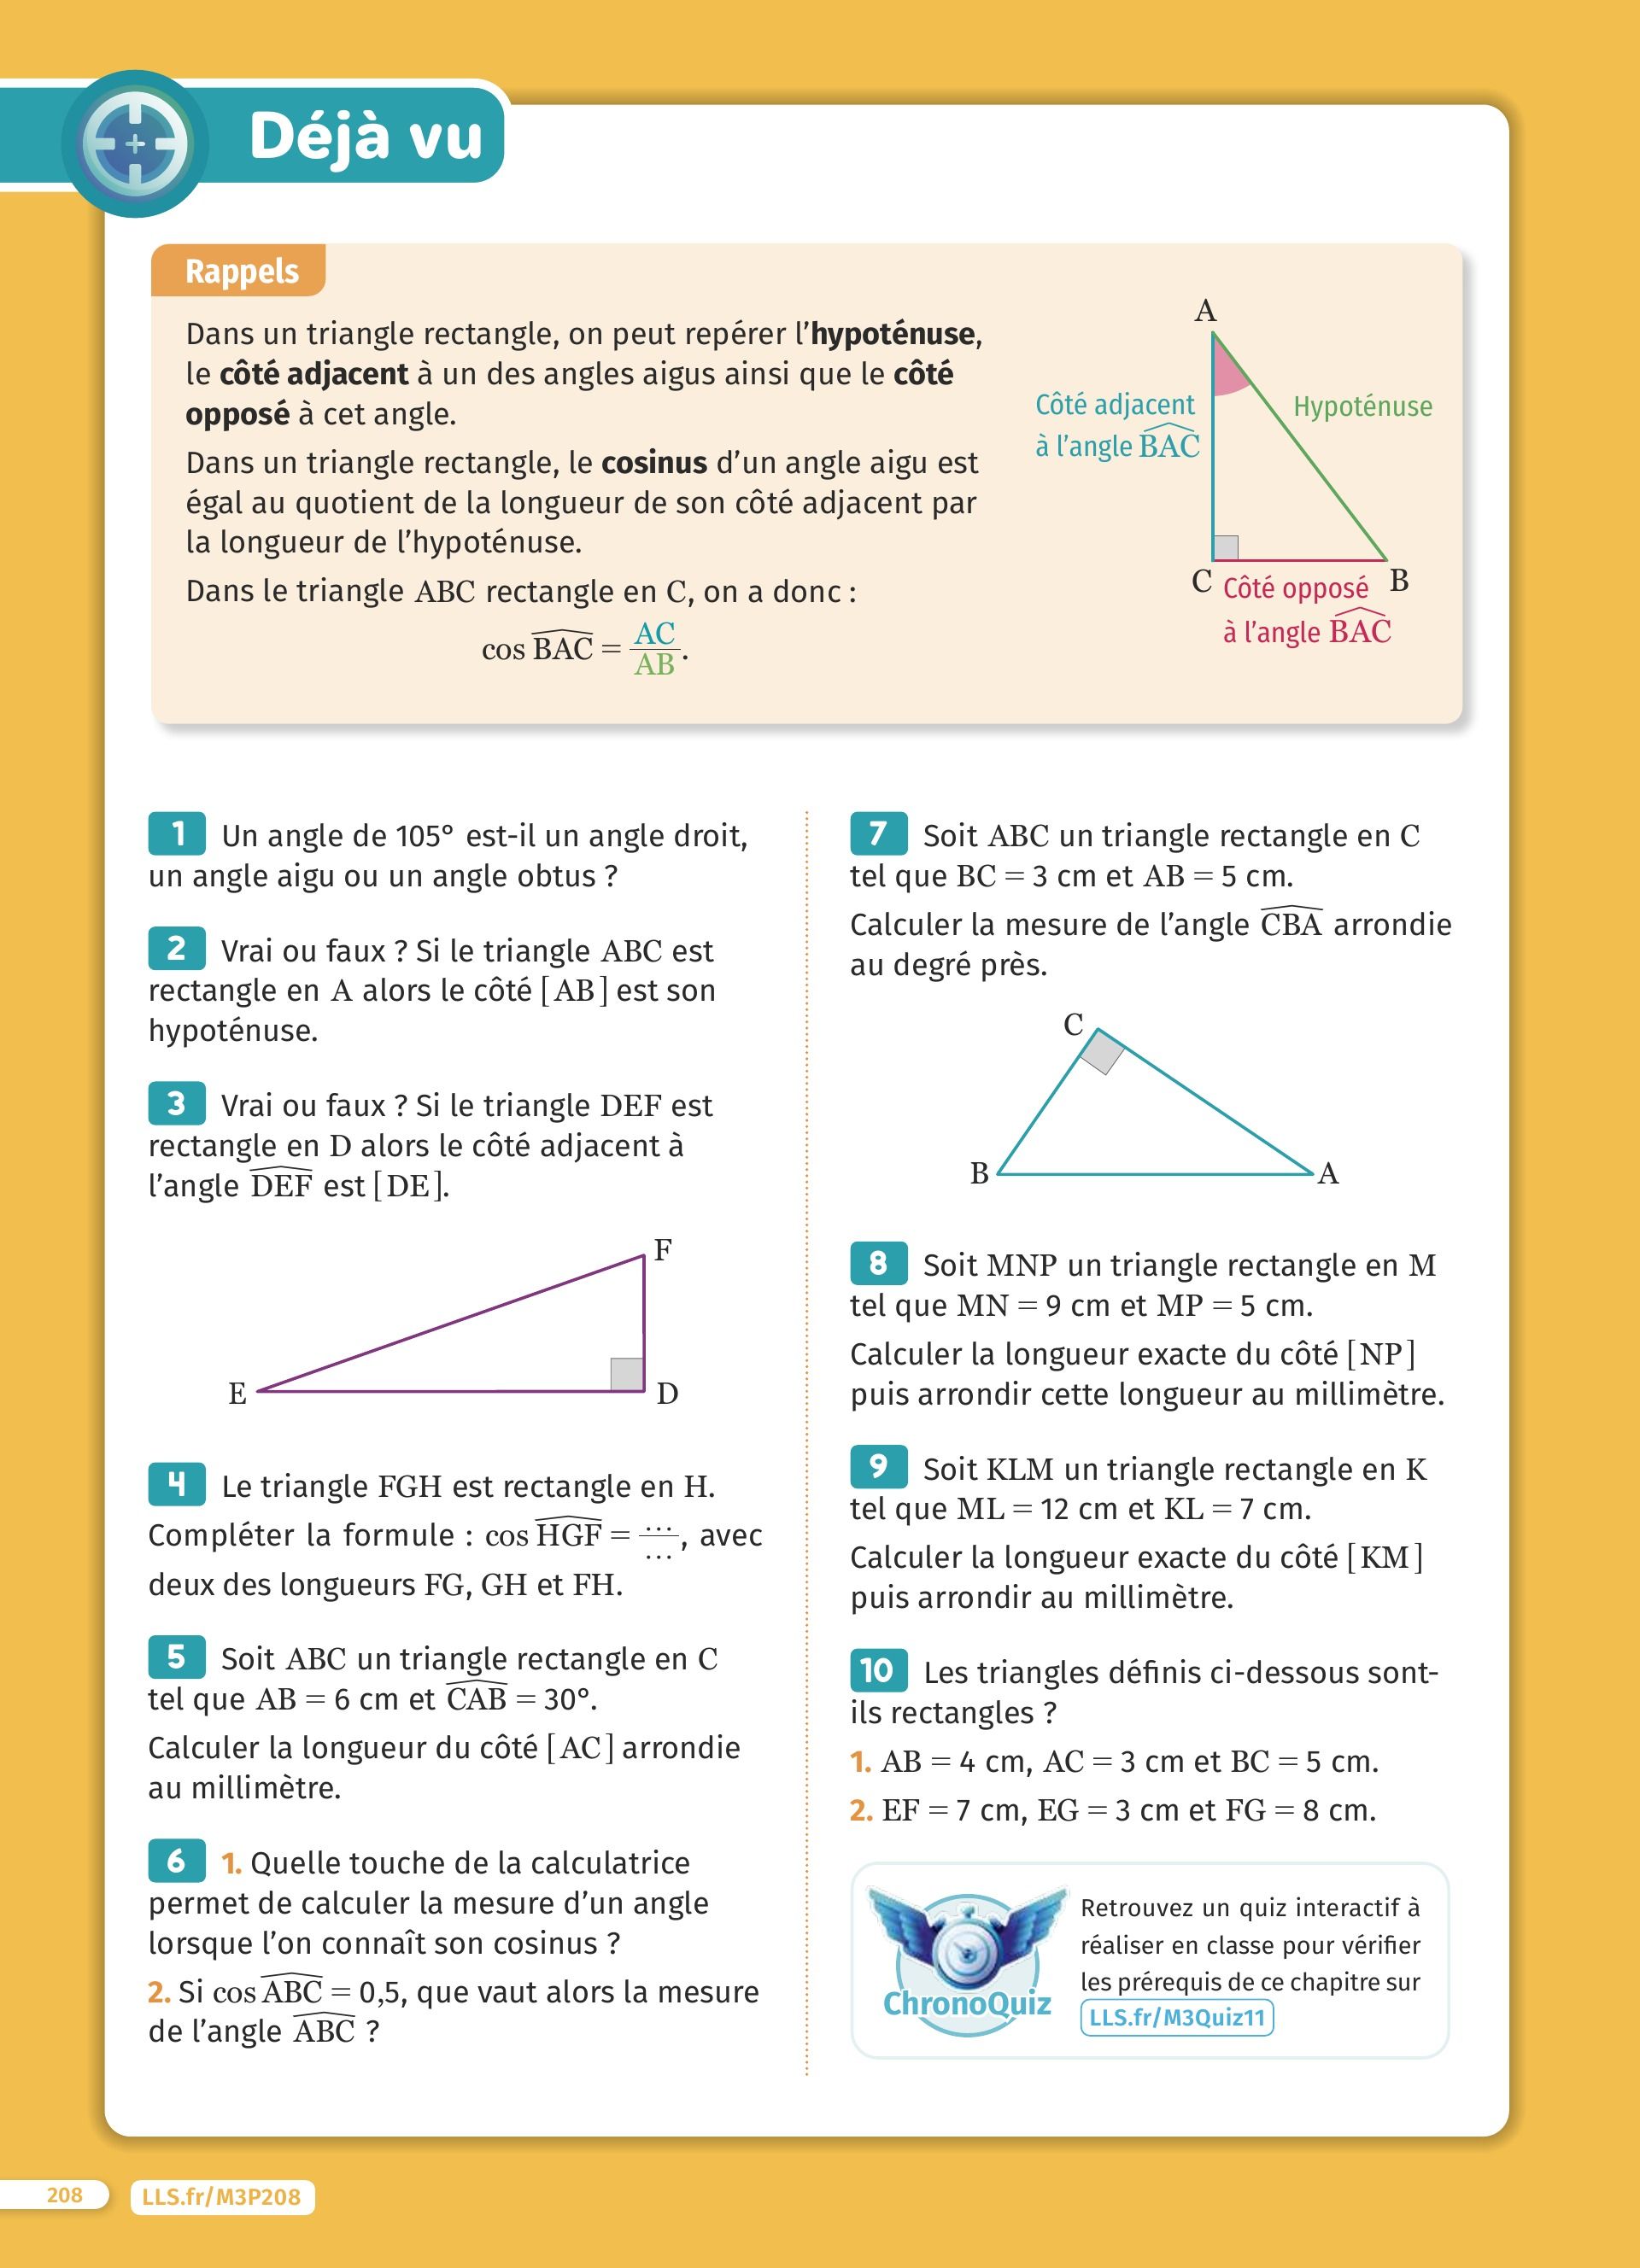 Déjà vu
Rappels
Dans un triangle rectangle, on peut repérer l’hypoténuse,
le côté adjacent à un des angles aigus ainsi que le côté
opposé à cet angle.
Dans un triangle rectangle, le cosinus d’un angle aigu est
égal au quotient de la longueur de son côté adjacent par
la longueur de l’hypoténuse.
Dans le triangle ABC rectangle en C, on a donc :
cos BAC = AC/AB.
A
Côté adjacent
à l’angle BAC
Hypoténuse
C
B
Côté opposé
à l’angle BAC
1 Un angle de 105° est-il un angle droit,
un angle aigu ou un angle obtus ?
2 Vrai ou faux ? Si le triangle ABC est
rectangle en A alors le côté [AB] est son
hypoténuse.
3 Vrai ou faux ? Si le triangle DEF est
rectangle en D alors le côté adjacent à
l’angle DEF est [DE].
F
E
D
4 Le triangle FGH est rectangle en H.
Compléter la formule : cos HGF = .../..., avec
deux des longueurs FG, GH et FH.
5 Soit ABC un triangle rectangle en C
tel que AB = 6 cm et CAB = 30°.
Calculer la longueur du côté [AC] arrondie
au millimètre.
6 1. Quelle touche de la calculatrice
permet de calculer la mesure d’un angle
lorsque l’on connaît son cosinus ?
2. Si cos ABC = 0,5, que vaut alors la mesure
de l’angle ABC ?
7 Soit ABC un triangle rectangle en C
tel que BC = 3 cm et AB = 5 cm.
Calculer la mesure de l’angle CBA arrondie
au degré près.
C
B
A
8 Soit MNP un triangle rectangle en M
tel que MN = 9 cm et MP = 5 cm.
Calculer la longueur exacte du côté [NP]
puis arrondir cette longueur au millimètre.
9 Soit KLM un triangle rectangle en K
tel que ML = 12 cm et KL = 7 cm.
Calculer la longueur exacte du côté [KM]
puis arrondir au millimètre.
10 Les triangles définis ci-dessous sont-
ils rectangles ?
1. AB = 4 cm, AC = 3 cm et BC = 5 cm.
2. EF = 7 cm, EG = 3 cm et FG = 8 cm.
ChronoQuiz
Retrouvez un quiz interactif à
réaliser en classe pour vérifier
les prérequis de ce chapitre sur
LLS.fr/M3Quiz11
208
LLS.fr/M3P208